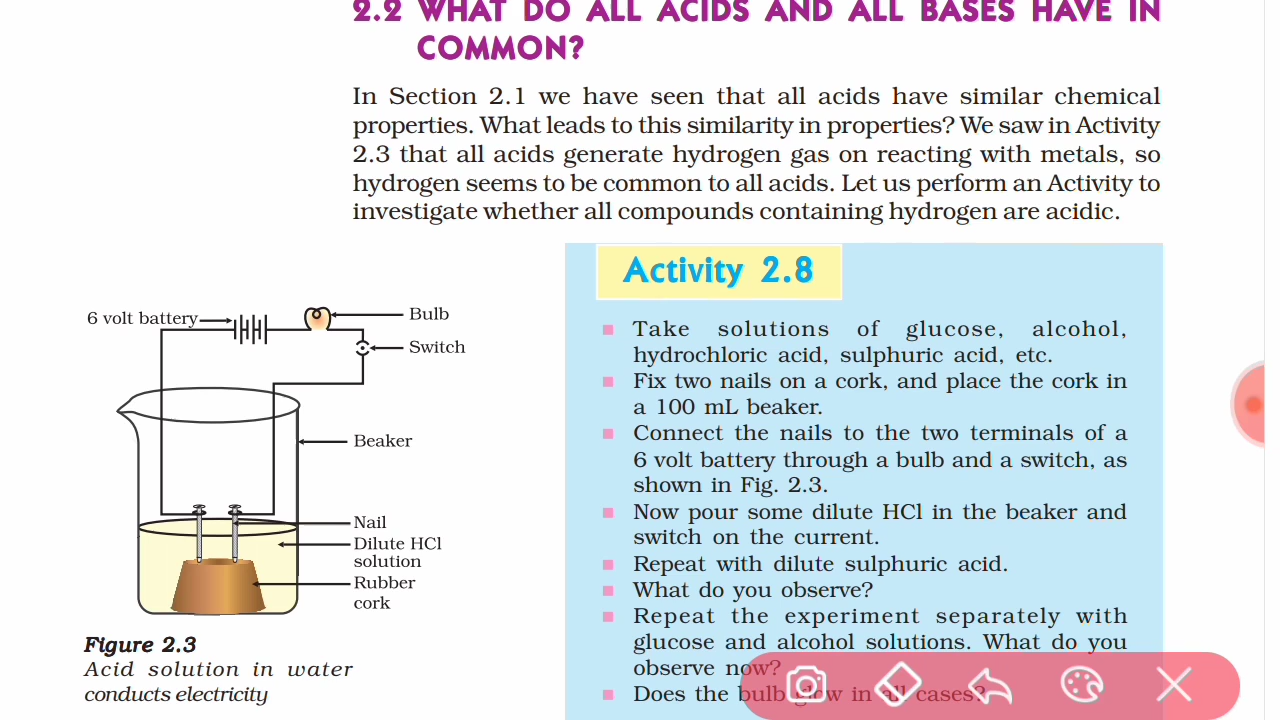 2.2 WHAT DO ALL ACIDS AND ALL BASES HAVE IN
COMMON?
In Section 2.1 we have seen that all acids have similar chemical
properties. What leads to this similarity in properties? We saw in Activity
2.3 that all acids generate hydrogen gas on reacting with metals, so
hydrogen seems to be common to all acids. Let us perform an Activity to
investigate whether all compounds containing hydrogen are acidic.
6 volt battery
Bulb
Switch
Beaker
Nail
Dilute HCl
solution
Rubber
cork
Figure 2.3
Acid solution in water
conducts electricity
Activity 2.8
Take solutions of glucose, alcohol,
hydrochloric acid, sulphuric acid, etc.
Fix two nails on a cork, and place the cork in
a 100 mL beaker.
Connect the nails to the two terminals of a
6 volt battery through a bulb and a switch, as
shown in Fig. 2.3.
Now pour some dilute HCl in the beaker and
switch on the current.
Repeat with dilute sulphuric acid.
What do you observe?
Repeat the experiment separately with
glucose and alcohol solutions. What do you
observe now?
Does the bulb glow in all cases?